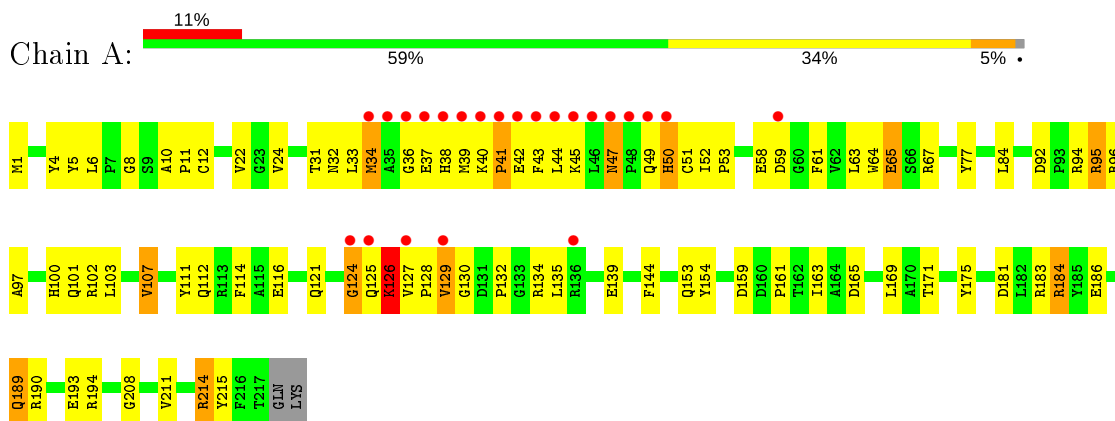 11%
Chain A:
59% 34% 5% •
M1 Y4 Y5 L6 P7 G8 S9 A10 P11 C12 V22 G23 V24 T31 N32 L33 M34 A35 G36 E37 H38 M39 K40 P41 E42 F43 L44 K45 L46 N47 P48 Q49 H50 C51 I52 P53 E58 D59 G60 F61 V62 L63 W64 E65 S66 R67 Y77 L84 D92 P93 R94 R95 R96
A97 H100 Q101 R102 L103 V107 Y111 Q112 R113 F114 A115 E116 Q121 G124 Q125 K126 V127 P128 V129 G130 D131 P132 G133 R134 L135 R136 E139 F144 Q153 Y154 D159 D160 P161 T162 I163 A164 D165 L169 A170 T171 Y175 D181 L182 R183 R184 Y185 E186
Q189 R190 E193 R194 G208 V211 R214 Y215 F216 T217 GLN LYS